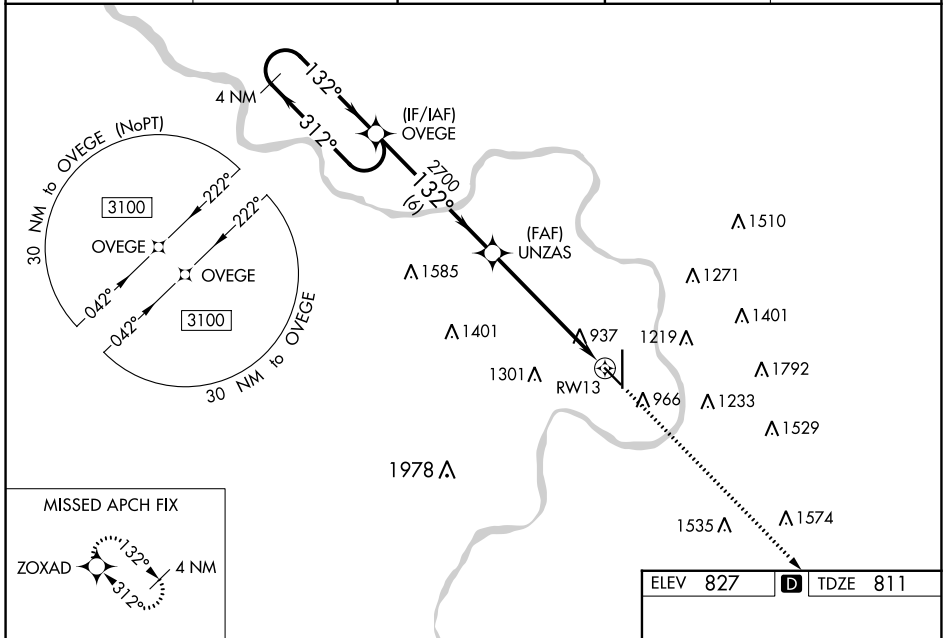 132°
4 NM
312°
(IF/IAF)
OVEGE
2700
132°
(6)
(FAF)
UNZAS
30 NM to OVEGE (NoPT)
3100
222°
222°
OVEGE
OVEGE
042°
042°
3100
30 NM to OVEGE
1510
1585
1271
1401
1401
937
1219
1301
RW13
1792
966
1233
1529
1978
1535
1574
MISSED APCH FIX
ZOXAD
132°
312°
4 NM
ELEV 827 D TDZE 811